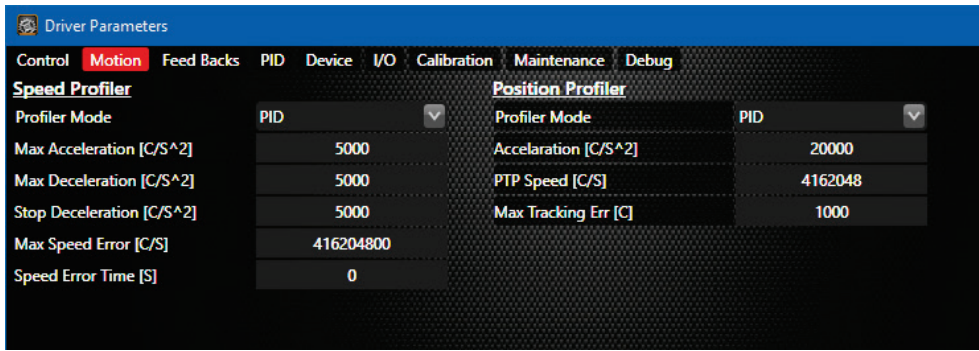 Driver Parameters
Control Motion Feed Backs PID Device I/O Calibration Maintenance Debug
Speed Profiler
Profiler Mode PID
Max Acceleration [C/S^2] 5000
Max Deceleration [C/S^2] 5000
Stop Deceleration [C/S^2] 5000
Max Speed Error [C/S] 416204800
Speed Error Time [S] 0
Position Profiler
Profiler Mode PID
Accelaration [C/S^2] 20000
PTP Speed [C/S] 4162048
Max Tracking Err [C] 1000